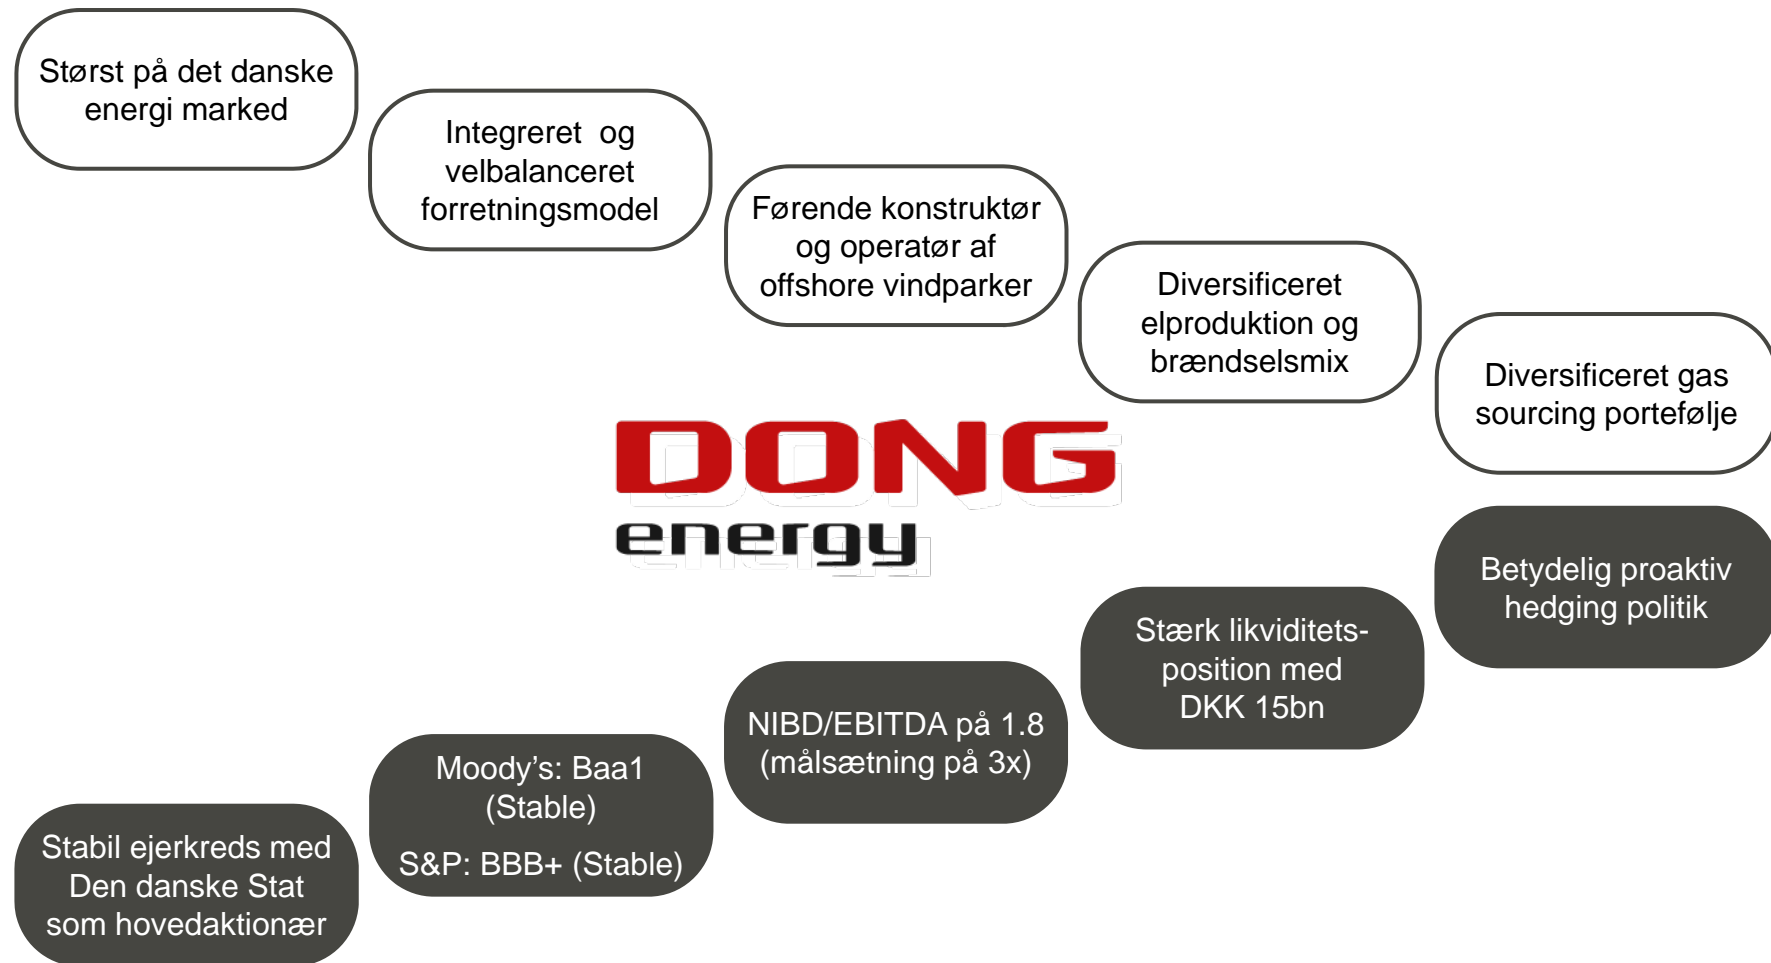 Størst på det danske
energi marked
Integreret og
velbalanceret
forretningsmodel
Førende konstruktør
og operatør af
offshore vindparker
Diversificeret
elproduktion og
brændselsmix
Diversificeret gas
sourcing portefølje
DONG
energy
Betydelig proaktiv
hedging politik
Stærk likviditets-
position med
DKK 15bn
NIBD/EBITDA på 1.8
(målsætning på 3x)
Moody’s: Baa1
(Stable)
S&P: BBB+ (Stable)
Stabil ejerkreds med
Den danske Stat
som hovedaktionær